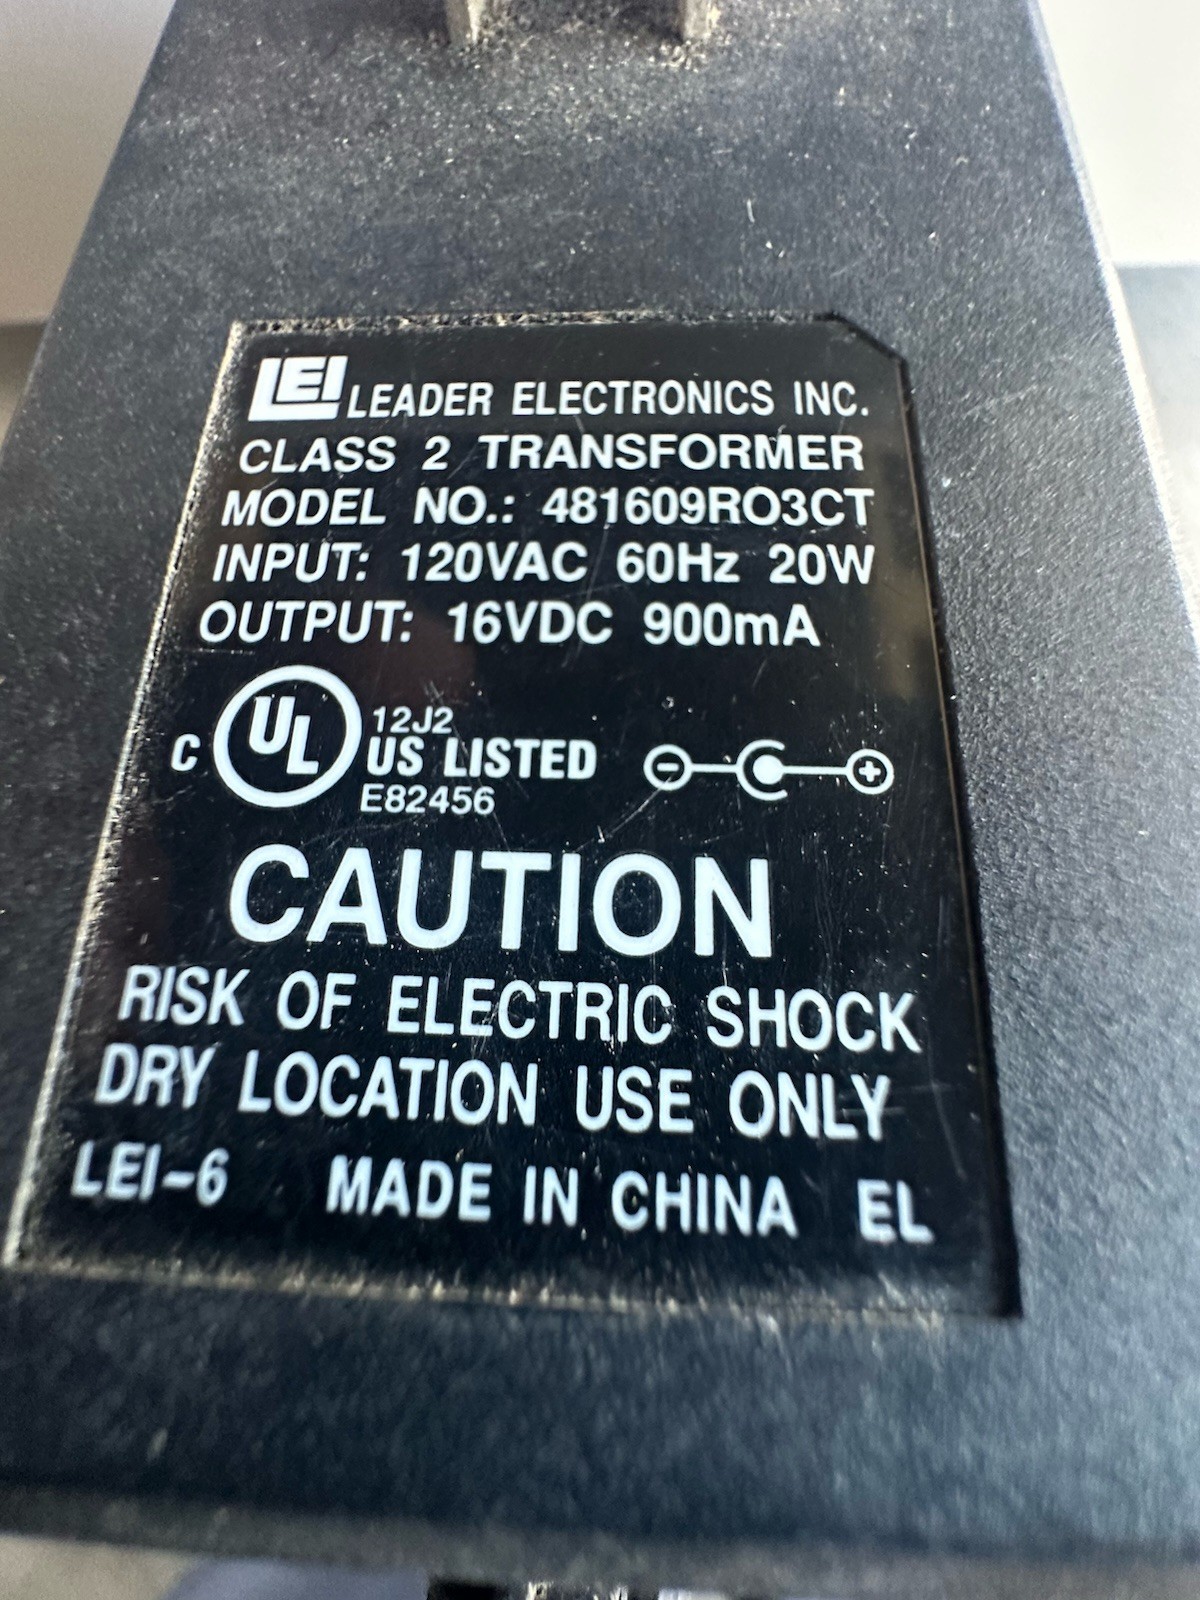 LEI LEADER ELECTRONICS INC.
CLASS 2 TRANSFORMER
MODEL NO.: 481609RO3CT
INPUT: 120VAC 60Hz 20W
OUTPUT: 16VDC 900mA
12J2
C UL US LISTED
E82456
- +
CAUTION
RISK OF ELECTRIC SHOCK
DRY LOCATION USE ONLY
LEI-6 MADE IN CHINA EL